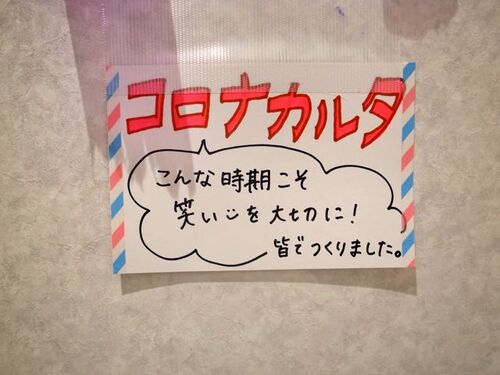 コロナカルタ
こんな時期こそ
笑い☺を大切に!
皆でつくりました。